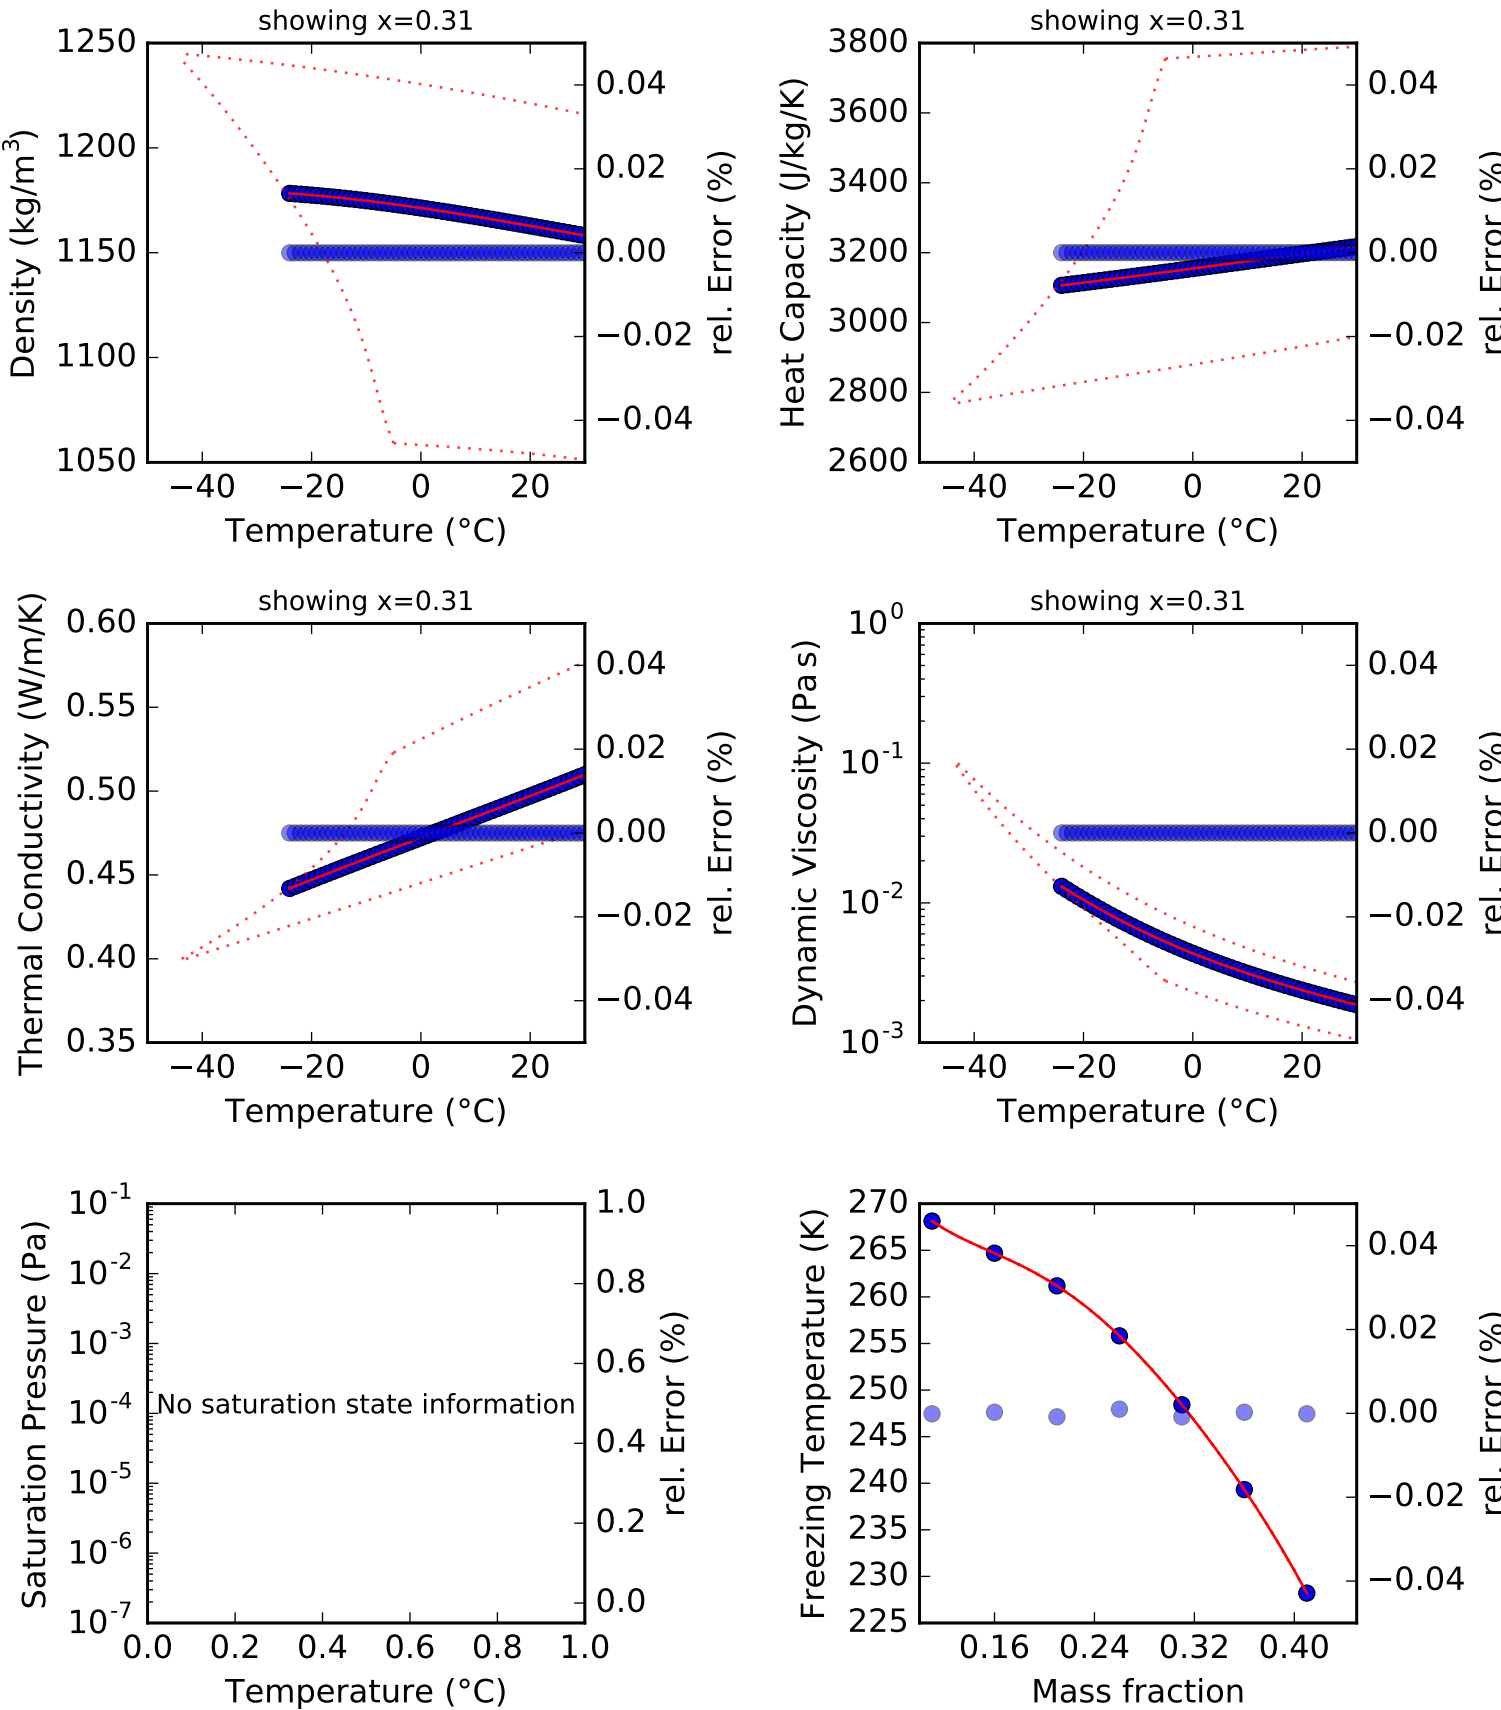 showing x=0.31
1250
1200
1150
1100
1050
Density (kg/m³)
0.04
0.02
0.00
−0.02
−0.04
rel. Error (%)
−40 −20 0 20
Temperature (°C)
showing x=0.31
3800
3600
3400
3200
3000
2800
2600
Heat Capacity (J/kg/K)
0.04
0.02
0.00
−0.02
−0.04
rel. Error (%)
−40 −20 0 20
Temperature (°C)
showing x=0.31
0.60
0.55
0.50
0.45
0.40
0.35
Thermal Conductivity (W/m/K)
0.04
0.02
0.00
−0.02
−0.04
rel. Error (%)
−40 −20 0 20
Temperature (°C)
showing x=0.31
10⁰
10⁻¹
10⁻²
10⁻³
Dynamic Viscosity (Pa s)
0.04
0.02
0.00
−0.02
−0.04
rel. Error (%)
−40 −20 0 20
Temperature (°C)
10⁻¹
10⁻²
10⁻³
10⁻⁴
10⁻⁵
10⁻⁶
10⁻⁷
Saturation Pressure (Pa)
No saturation state information
1.0
0.8
0.6
0.4
0.2
0.0
rel. Error (%)
0.0 0.2 0.4 0.6 0.8 1.0
Temperature (°C)
270
265
260
255
250
245
240
235
230
225
Freezing Temperature (K)
0.04
0.02
0.00
−0.02
−0.04
rel. Error (%)
0.16 0.24 0.32 0.40
Mass fraction